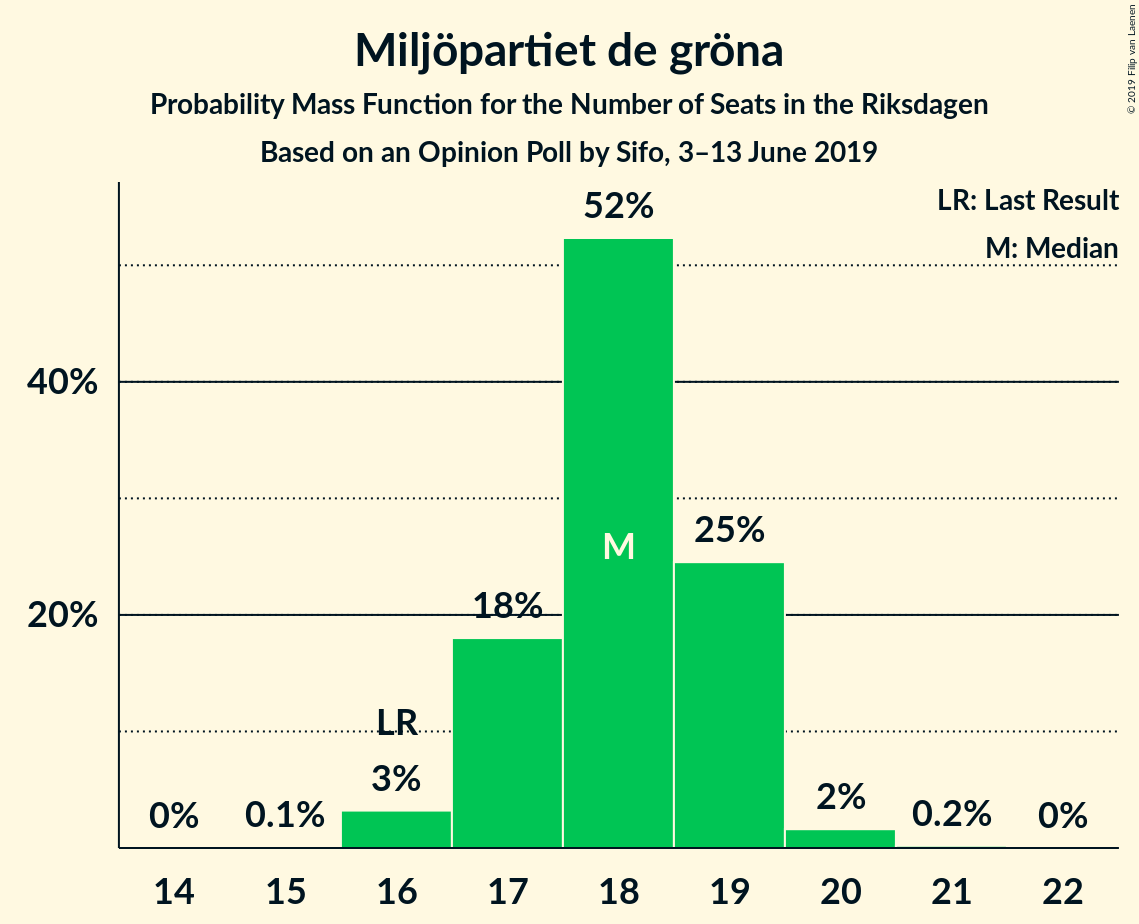 Miljöpartiet de gröna
Probability Mass Function for the Number of Seats in the Riksdagen
Based on an Opinion Poll by Sifo, 3–13 June 2019
© 2019 Filip van Laenen
LR: Last Result
M: Median
52%
40%
25%
M
20%
18%
LR
3%
2%
0%
0.1%
0.2%
0%
14 15 16 17 18 19 20 21 22